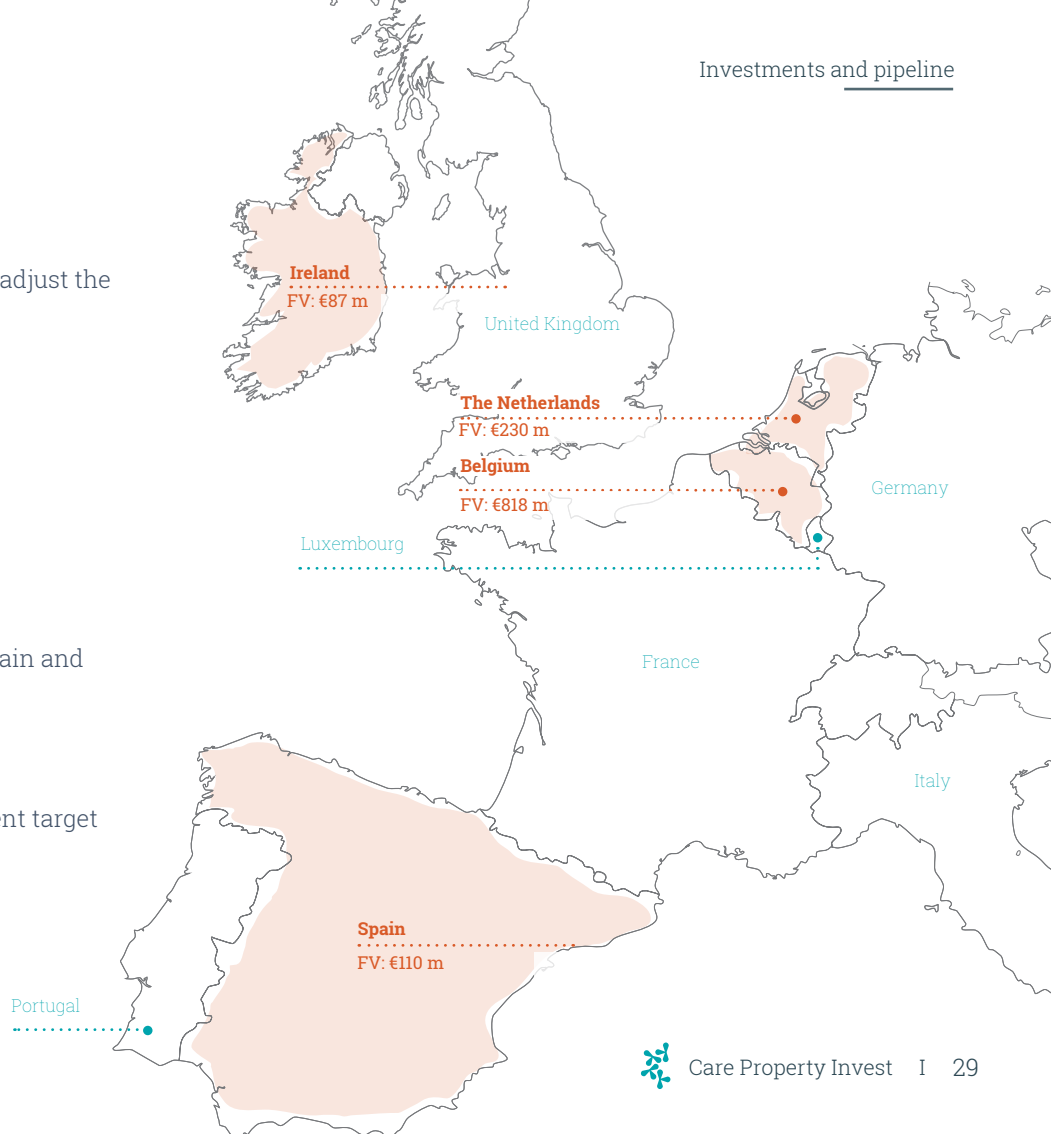 Investments and pipeline
adjust the
Ireland
FV: €87 m
United Kingdom
The Netherlands
FV: €230 m
Belgium
FV: €818 m
Germany
Luxembourg
ain and
France
Italy
nt target
Spain
FV: €110 m
Portugal
Care Property Invest I 29